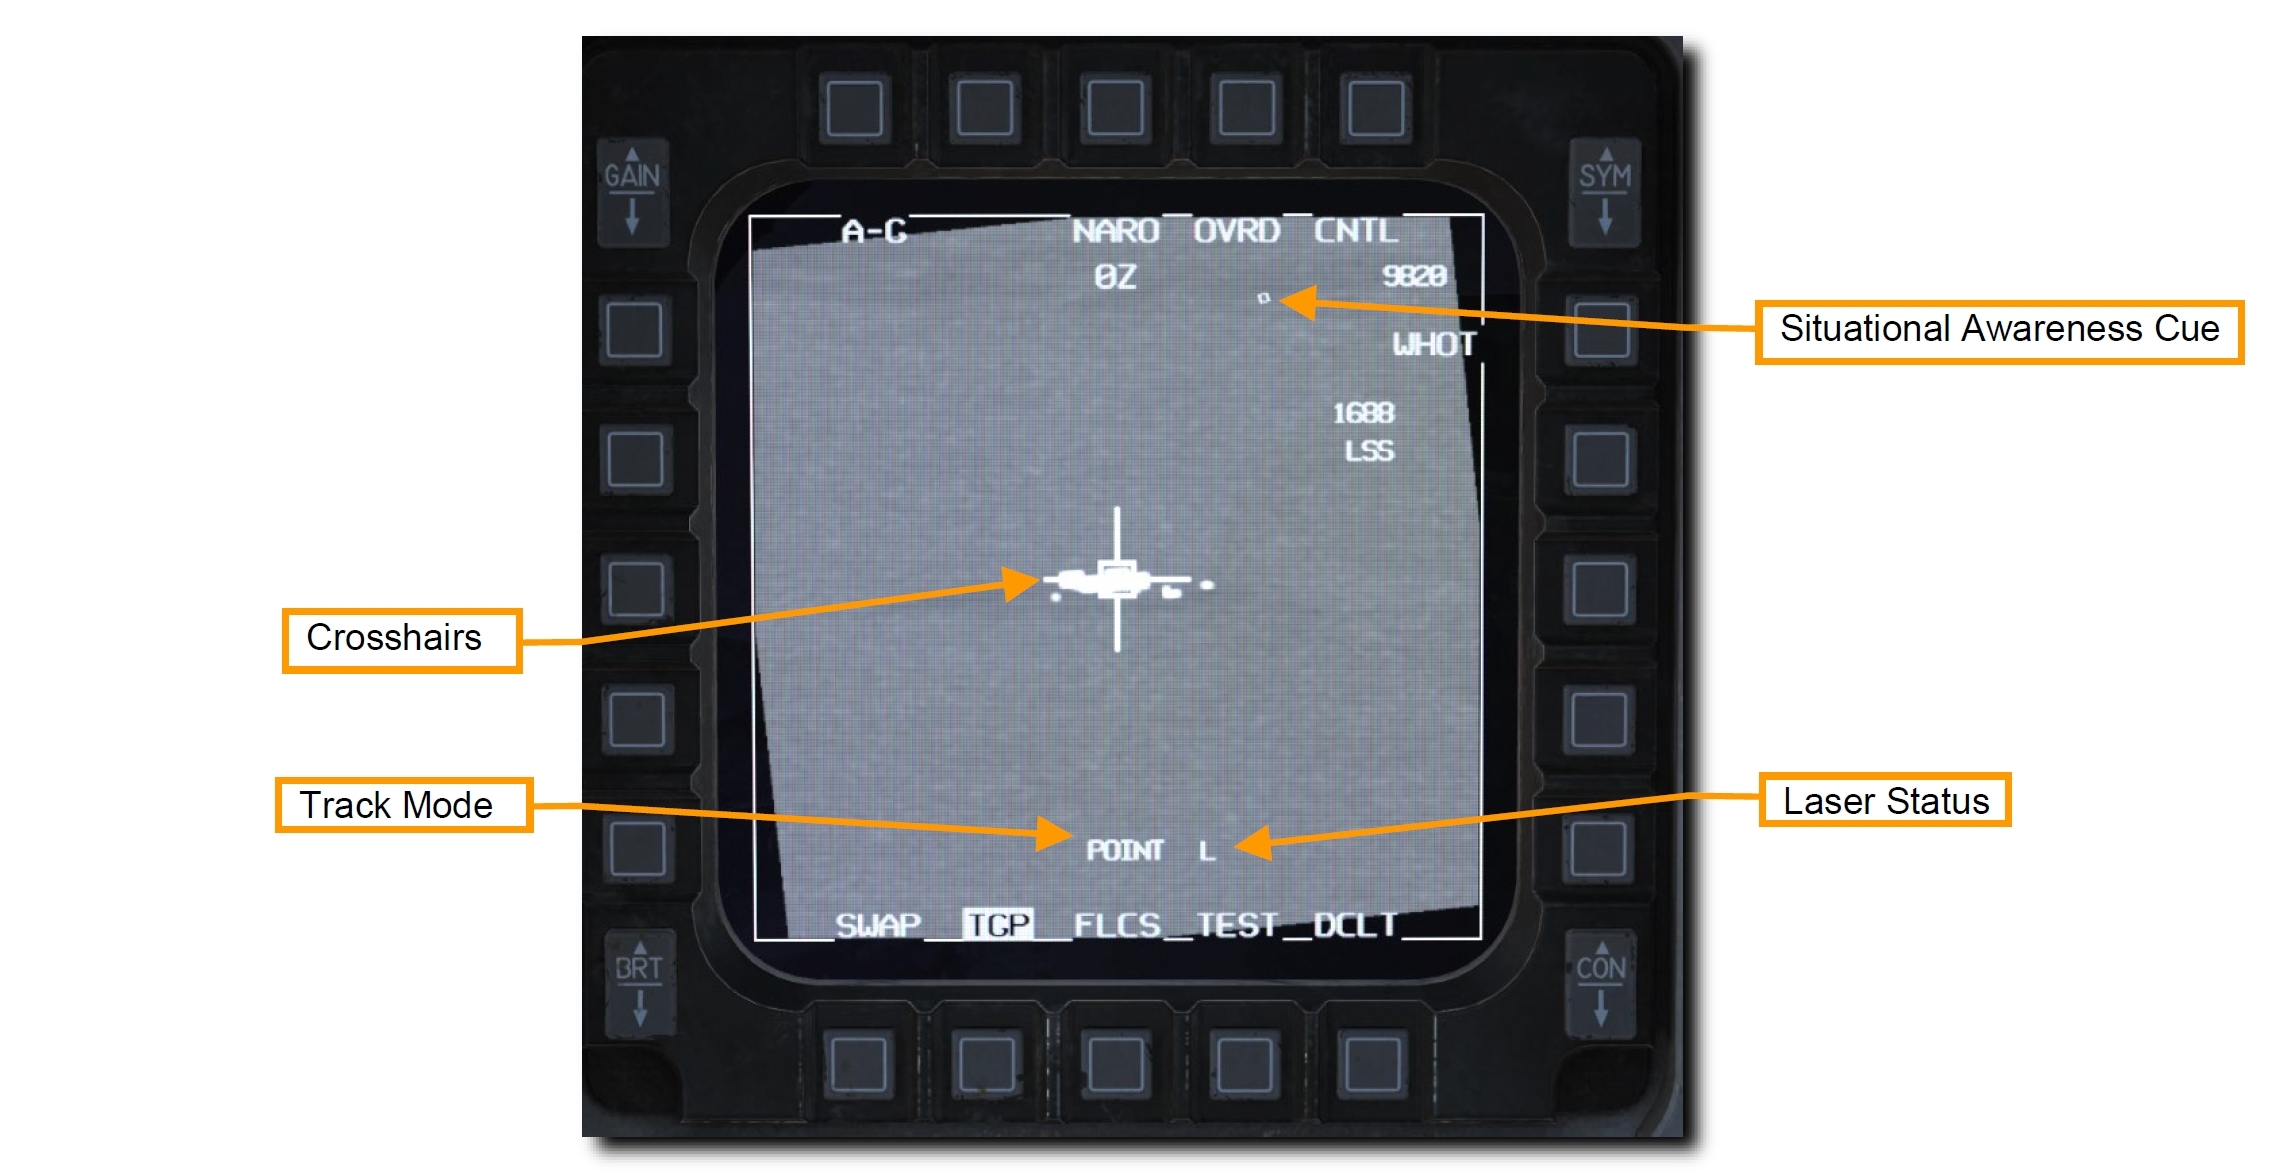 GAIN
SYM
A-G NARO OVRD CNTL
0Z 9820
Situational Awareness Cue
WHOT
1688
LSS
Crosshairs
Track Mode
Laser Status
POINT L
SWAP TGP FLCS TEST DCLT
BRT
CON